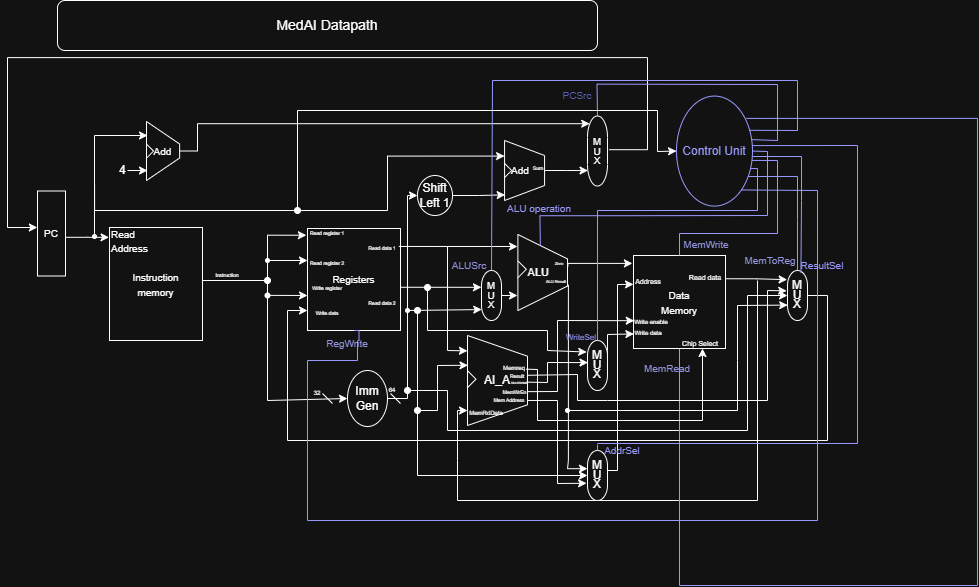 MedAI Datapath
PCSrc
Add
4
M
U
X
Control Unit
Add
Sum
Shift
Left 1
ALU operation
PC
Read
Address
Instruction
memory
Instruction
Read register 1
Read data 1
Read register 2
Registers
Write register
Read data 2
Write data
RegWrite
ALUSrc
M
U
X
ALU
Zero
ALU Result
MemWrite
MemToReg
ResultSel
Read data
Address
Data
Memory
Write enable
Write data
Chip Select
M
U
X
MemRead
WriteSel
M
U
X
32
Imm
Gen
64
Memreq
Result
AI_A
MemWrEn
Mem Address
MemRdData
AddrSel
M
U
X